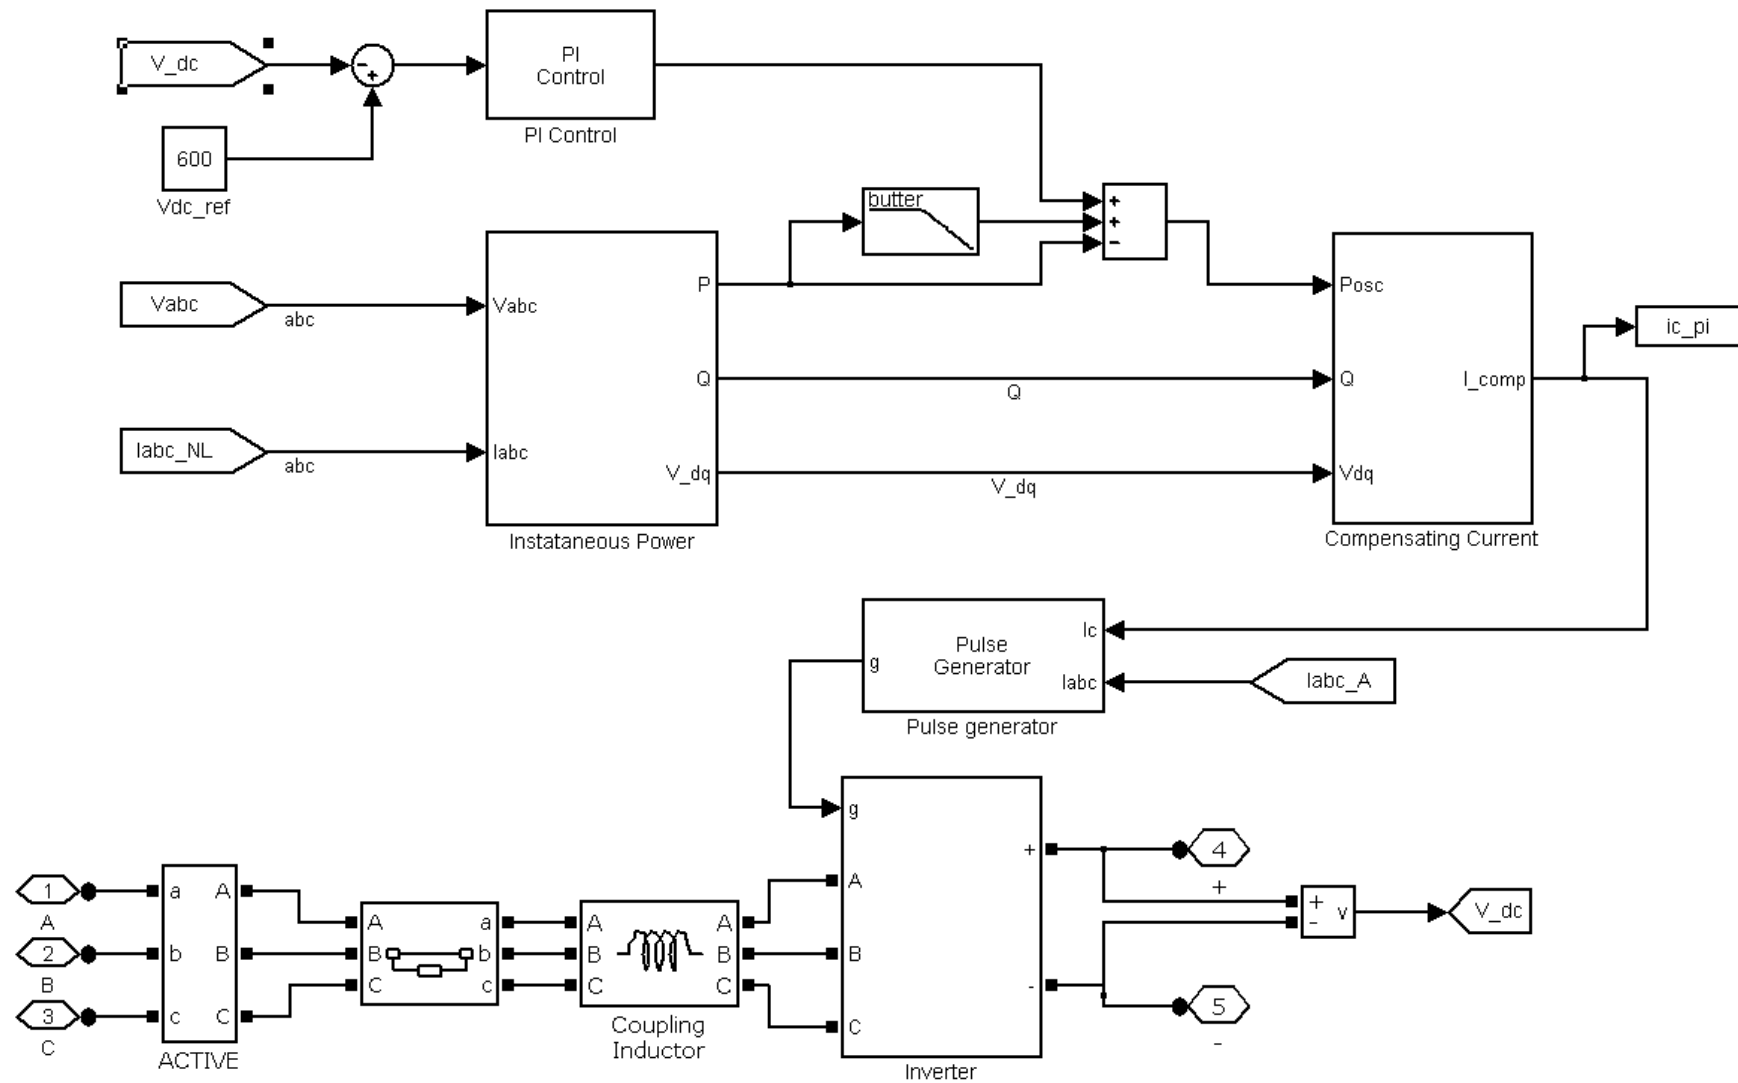 V_dc
-
+
PI
Control
PI Control
600
Vdc_ref
butter
+
+
-
Vabc
abc
Vabc
P
Posc
ic_pi
Q
Q
Q
I_comp
Iabc_NL
abc
Iabc
V_dq
V_dq
Vdq
Instataneous Power
Compensating Current
Ic
Pulse
Generator
g
Iabc
Iabc_A
Pulse generator
g
+
4
+
A
1
a
A
A
A
a
A
A
+
-
v
V_dc
2
b
B
B
b
B
B
B
B
3
c
C
C
c
C
C
C
-
5
-
C
ACTIVE
Coupling
Inductor
Inverter